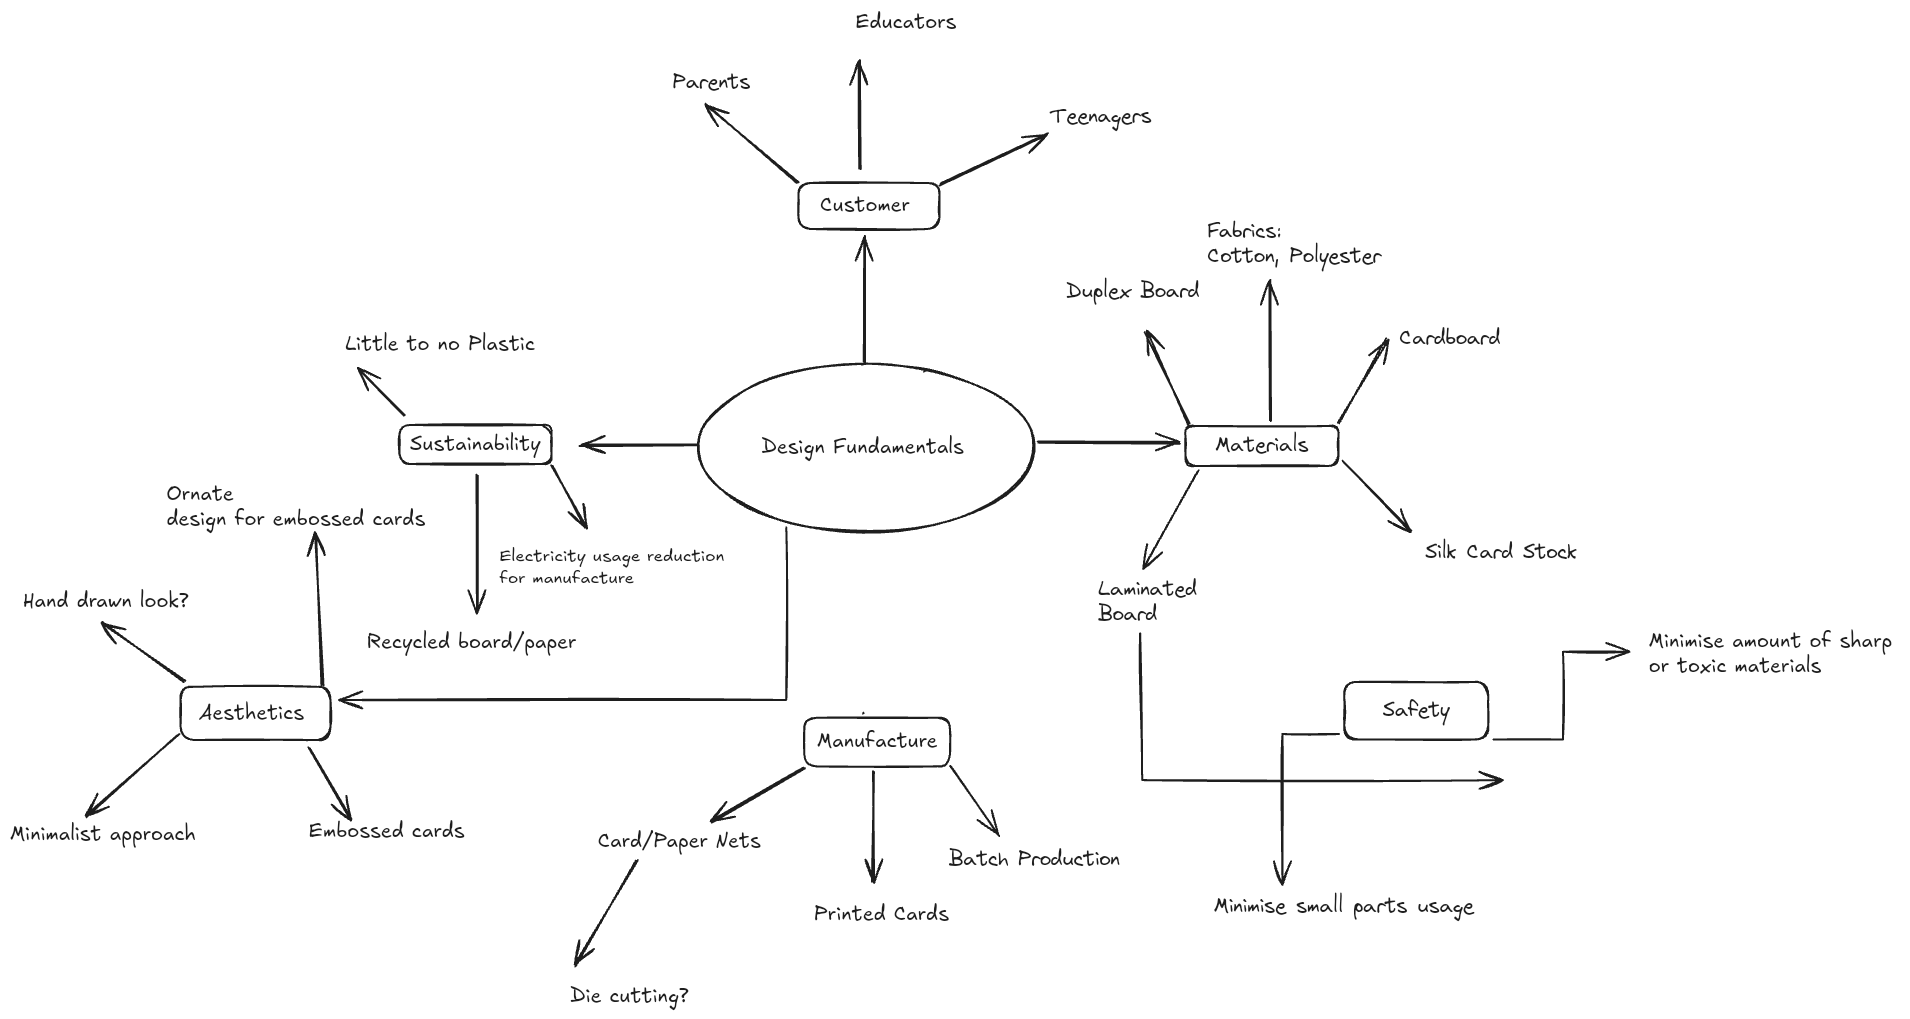 Educators
Parents
Teenagers
Customer
Fabrics:
Cotton, Polyester
Duplex Board
Cardboard
Little to no Plastic
Sustainability
Design Fundamentals
Materials
Ornate
design for embossed cards
Electricity usage reduction
for manufacture
Silk Card Stock
Hand drawn look?
Recycled board/paper
Laminated
Board
Minimise amount of sharp
or toxic materials
Aesthetics
Safety
Manufacture
Minimalist approach
Embossed cards
Card/Paper Nets
Batch Production
Printed Cards
Minimise small parts usage
Die cutting?